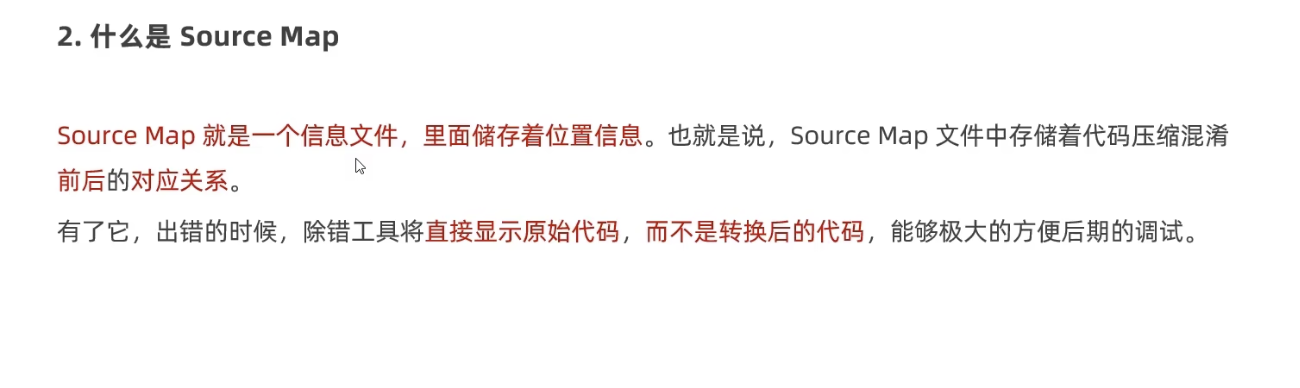 2. 什么是 Source Map
Source Map 就是一个信息文件，里面储存着位置信息。也就是说，Source Map 文件中存储着代码压缩混淆
前后的对应关系。
有了它，出错的时候，除错工具将直接显示原始代码，而不是转换后的代码，能够极大的方便后期的调试。